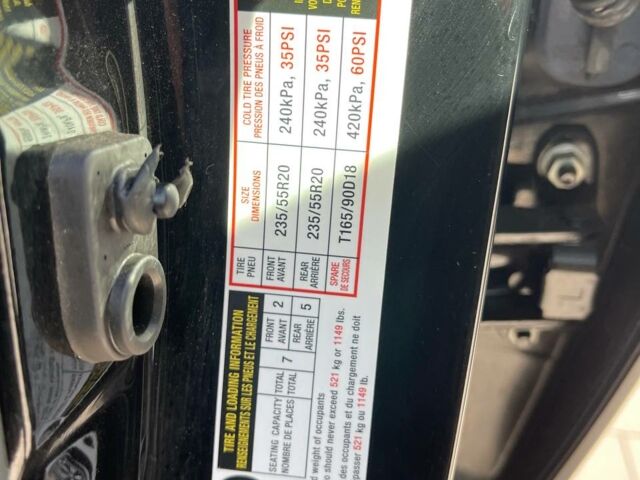 TIRE AND LOADING INFORMATION
RENSEIGNEMENTS SUR LES PNEUS ET LE CHARGEMENT
SEATING CAPACITY TOTAL 7 FRONT 2 REAR 5
NOMBRE DE PLACES TOTAL AVANT ARRIÈRE
d weight of occupants
o should never exceed 521 kg or 1149 lbs.
des occupants et du chargement ne doit
passer 521 kg ou 1149 lb.
TIRE SIZE COLD TIRE PRESSURE
PNEU DIMENSIONS PRESSION DES PNEUS À FROID
FRONT 235/55R20 240kPa, 35PSI
AVANT
REAR 235/55R20 240kPa, 35PSI
ARRIÈRE
SPARE T165/90D18 420kPa, 60PSI
DE SECOURS